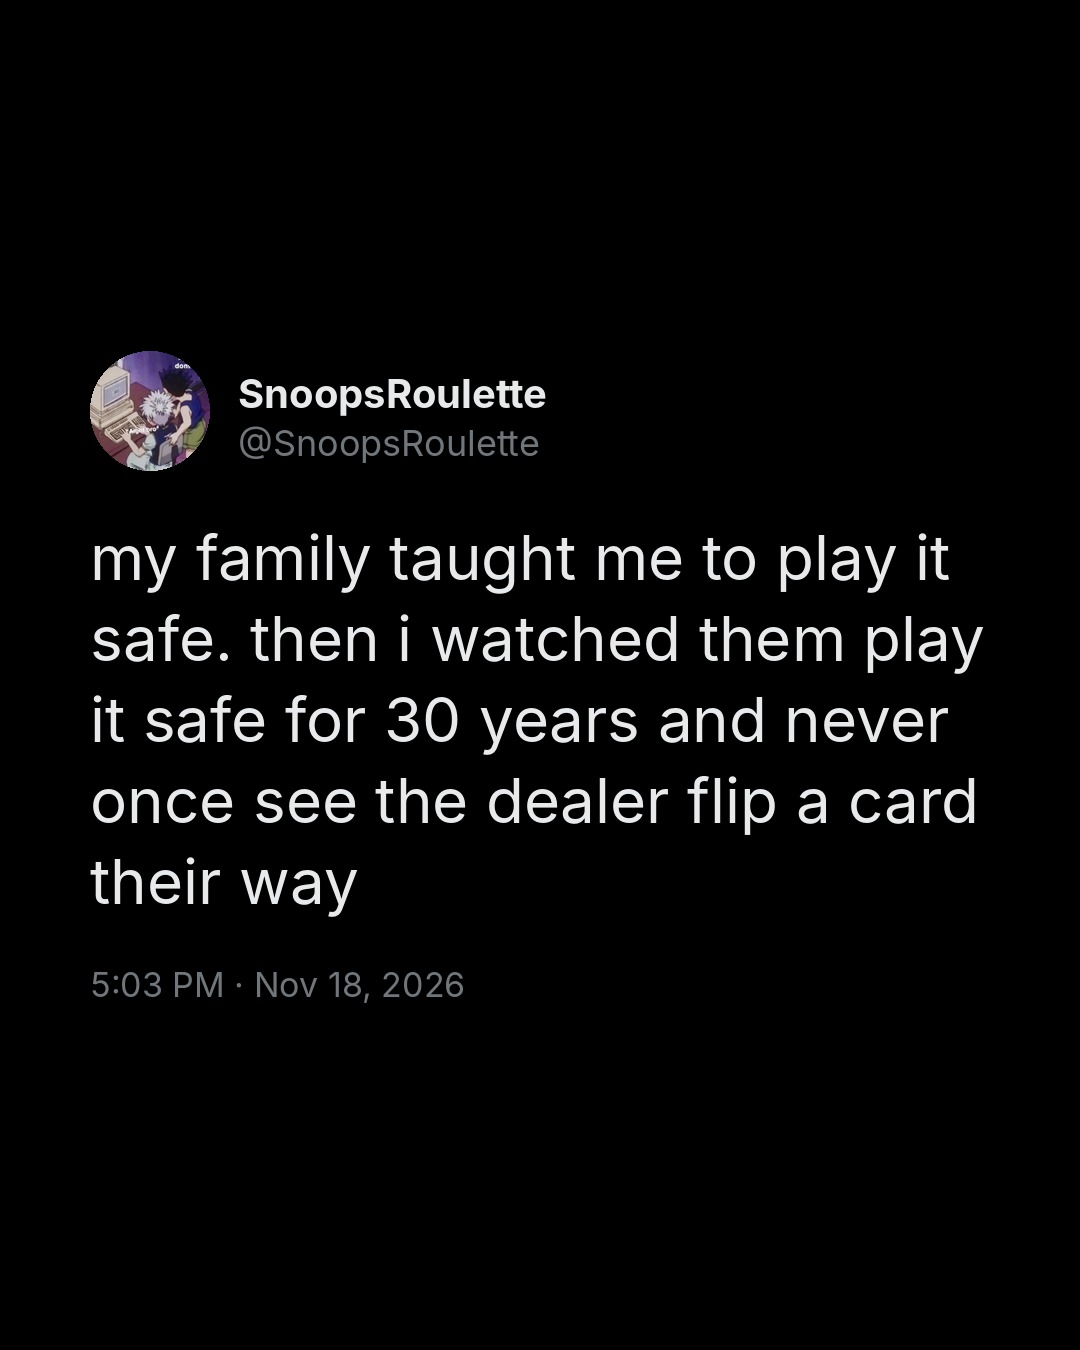 SnoopsRoulette
@SnoopsRoulette
my family taught me to play it
safe. then i watched them play
it safe for 30 years and never
once see the dealer flip a card
their way
5:03 PM · Nov 18, 2026